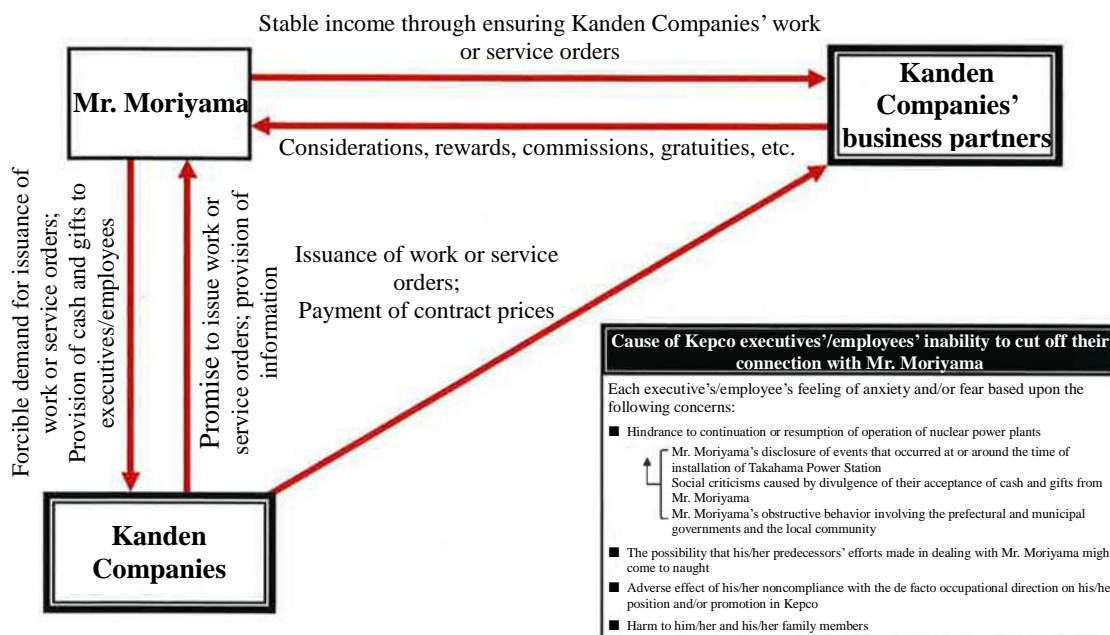 Stable income through ensuring Kanden Companies' work
or service orders
Mr. Moriyama
Kanden
Companies'
business partners
Considerations, rewards, commissions, gratuities, etc.
Forcible demand for issuance of
work or service orders;
Provision of cash and gifts to
executives/employees
Promise to issue work or
service orders; provision of
information
Issuance of work or service
orders;
Payment of contract prices
Kanden
Companies
Cause of Kepco executives'/employees' inability to cut off their
connection with Mr. Moriyama
Each executive's/employee's feeling of anxiety and/or fear based upon the
following concerns:
■ Hindrance to continuation or resumption of operation of nuclear power plants
Mr. Moriyama's disclosure of events that occurred at or around the time of
installation of Takahama Power Station
Social criticisms caused by divulgence of their acceptance of cash and gifts from
Mr. Moriyama
Mr. Moriyama's obstructive behavior involving the prefectural and municipal
governments and the local community
■ The possibility that his/her predecessors' efforts made in dealing with Mr. Moriyama migh
come to naught
■ Adverse effect of his/her noncompliance with the de facto occupational direction on his/he
position and/or promotion in Kepco
■ Harm to him/her and his/her family members